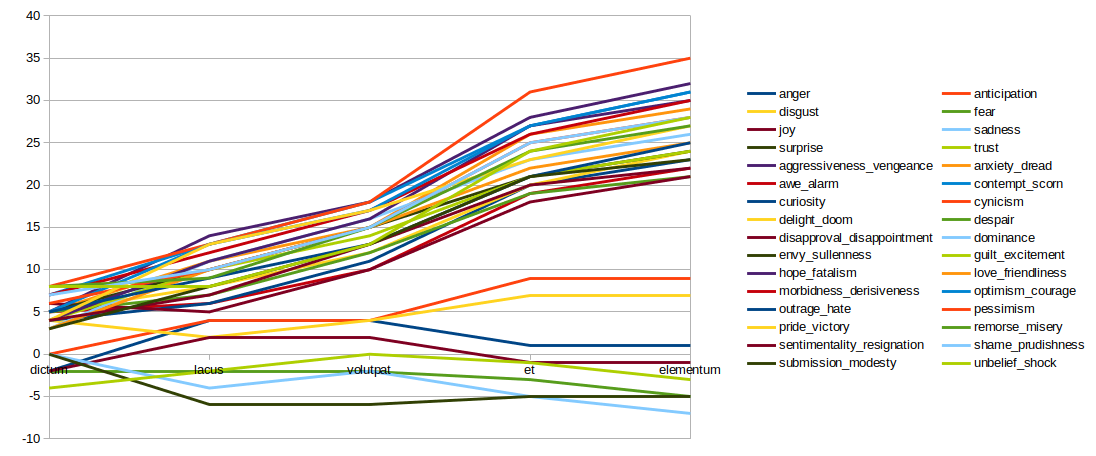 40
35
30
25
20
15
10
5
0
-5
-10
dictum lacus volutpat et elementum
anger anticipation
disgust fear
joy sadness
surprise trust
aggressiveness_vengeance anxiety_dread
awe_alarm contempt_scorn
curiosity cynicism
delight_doom despair
disapproval_disappointment dominance
envy_sullenness guilt_excitement
hope_fatalism love_friendliness
morbidness_derisiveness optimism_courage
outrage_hate pessimism
pride_victory remorse_misery
sentimentality_resignation shame_prudishness
submission_modesty unbelief_shock